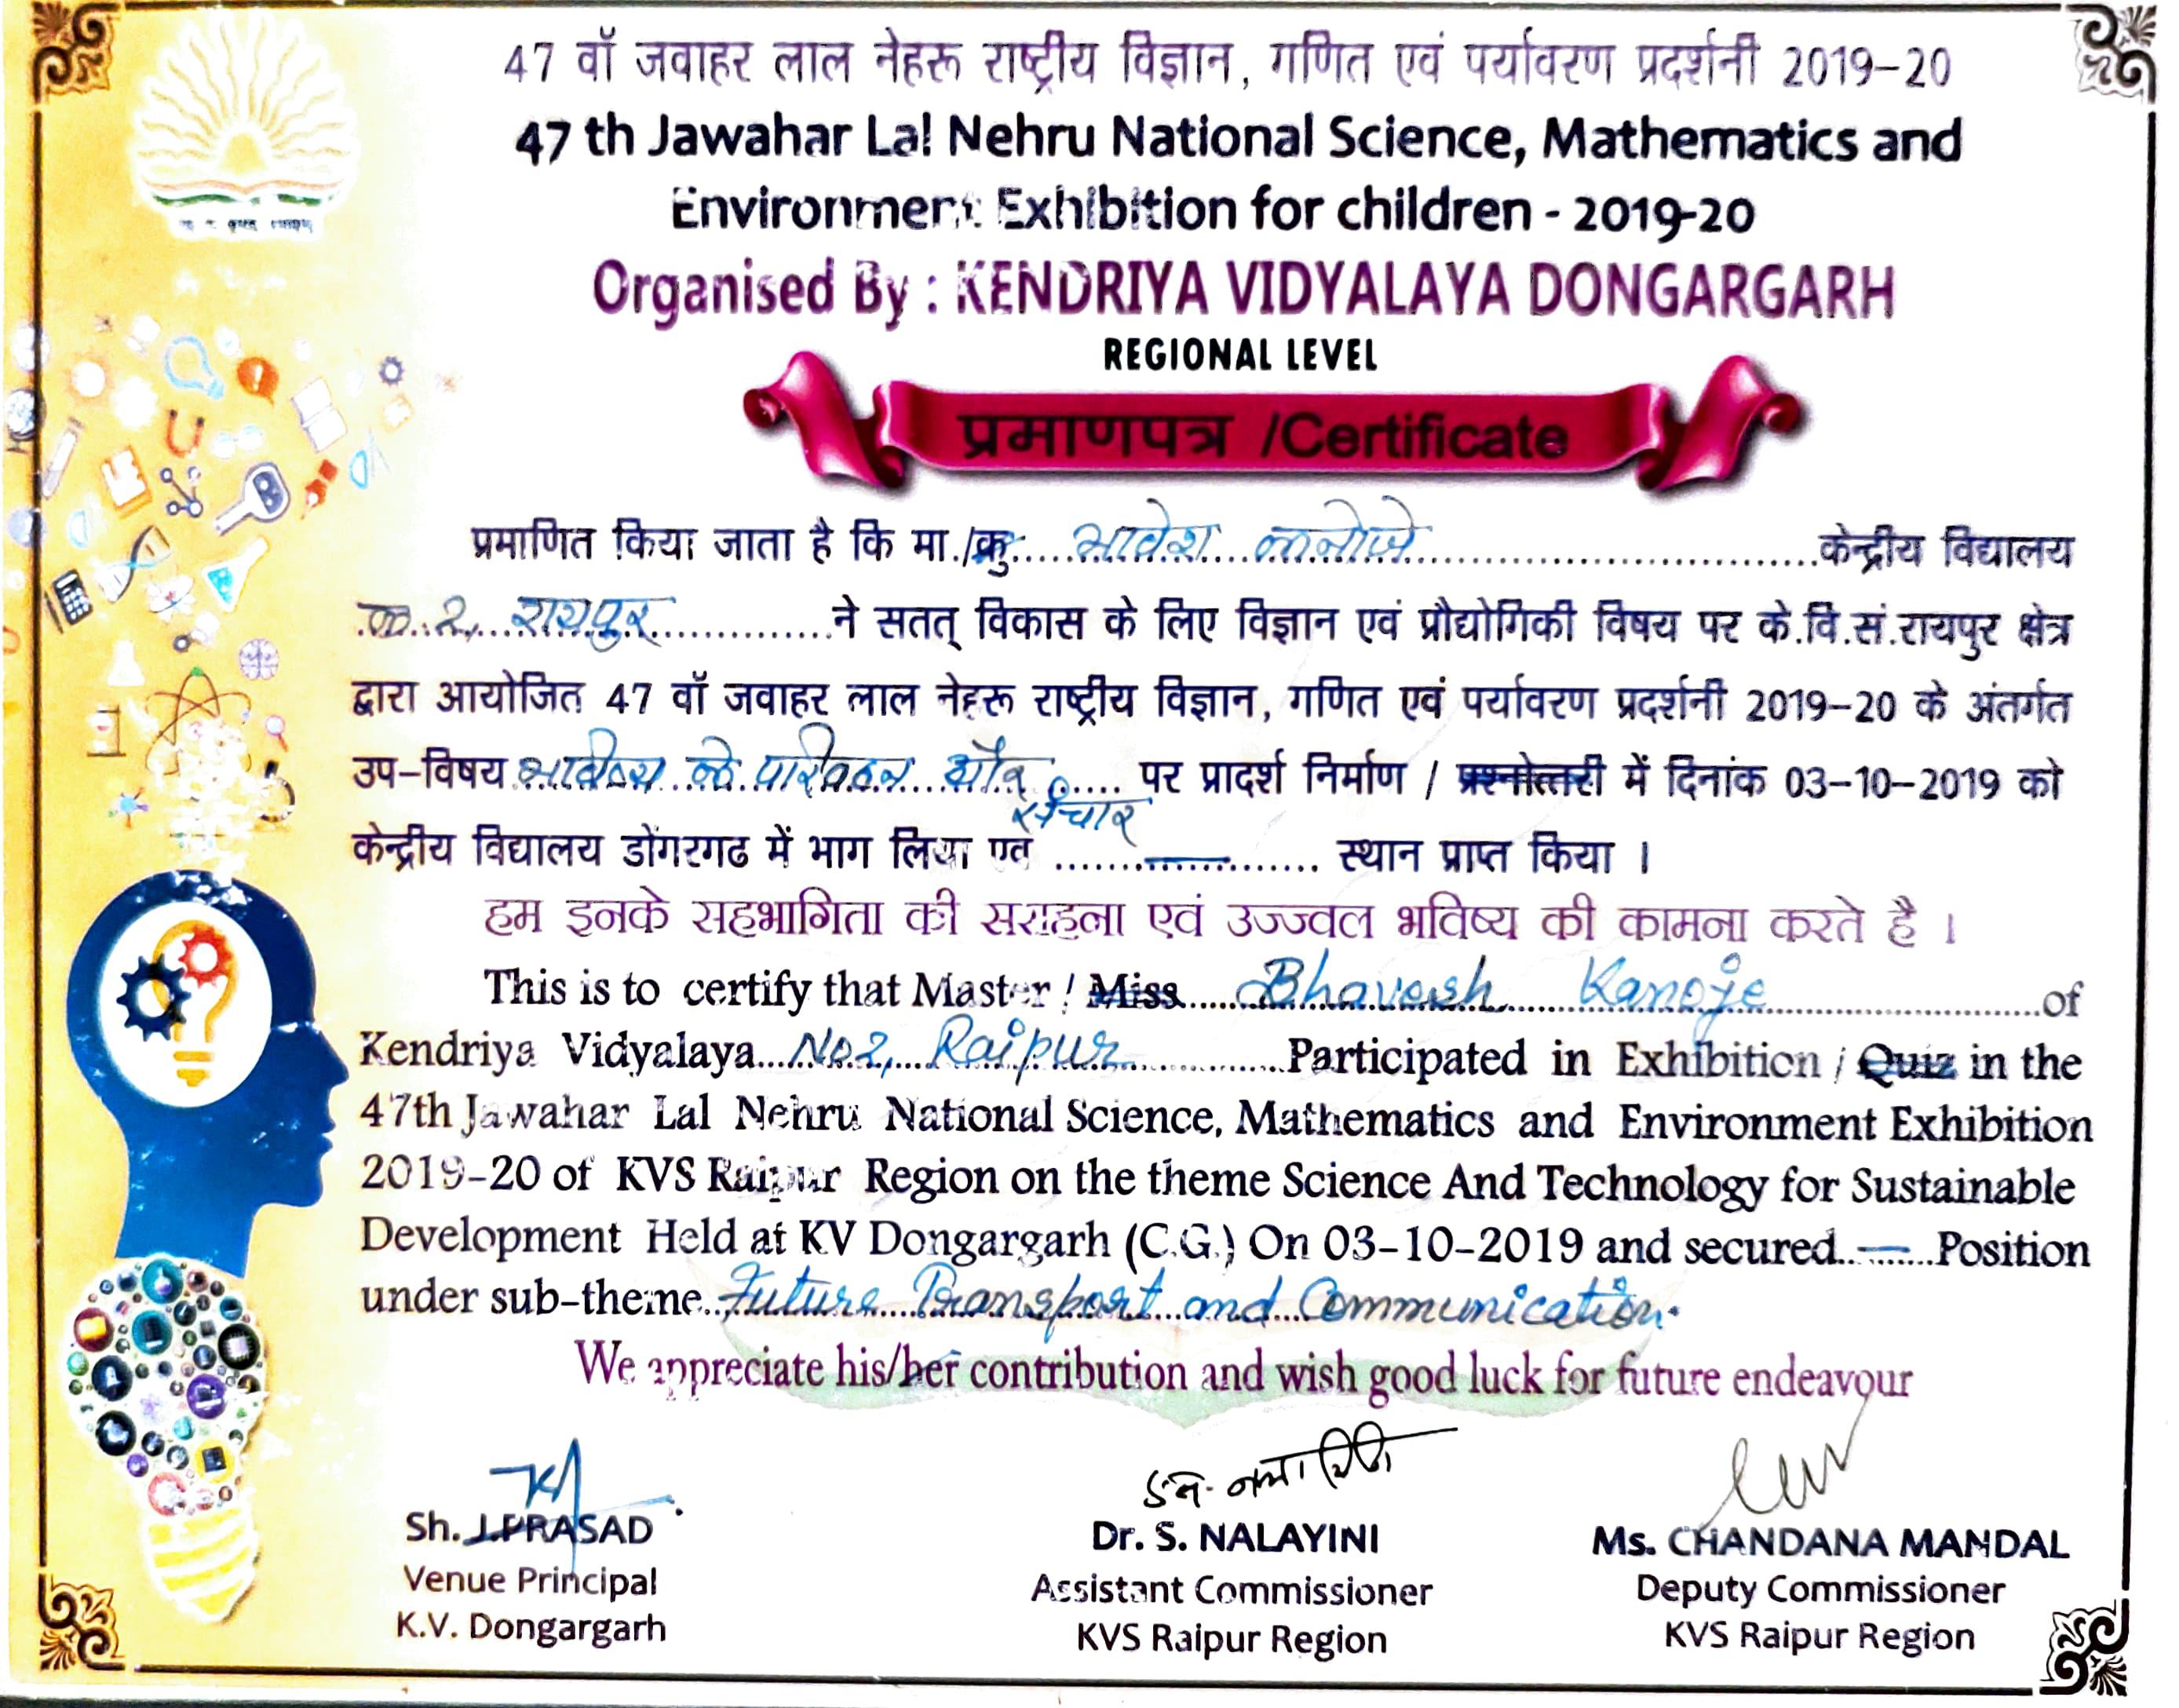 47 वॉ जवाहर लाल नेहरू राष्ट्रीय विज्ञान, गणित एवं पर्यावरण प्रदर्शनी 2019-20
47 th Jawahar Lal Nehru National Science, Mathematics and
Environment Exhibition for children - 2019-20
Organised By : KENDRIYA VIDYALAYA DONGARGARH
REGIONAL LEVEL
प्रमाणपत्र /Certificate
प्रमाणित किया जाता है कि मा./कु. भावेश कनोजे केन्द्रीय विद्यालय
क्र. 2, रायपुर ने सतत् विकास के लिए विज्ञान एवं प्रौद्योगिकी विषय पर के.वि.सं.रायपुर क्षेत्र
द्वारा आयोजित 47 वॉ जवाहर लाल नेहरू राष्ट्रीय विज्ञान, गणित एवं पर्यावरण प्रदर्शनी 2019-20 के अंतर्गत
उप-विषय भविष्य के परिवहन और संचार पर प्रादर्श निर्माण / प्रश्नोत्तरी में दिनांक 03-10-2019 को
केन्द्रीय विद्यालय डोंगरगढ में भाग लिया एवं ........ स्थान प्राप्त किया ।
हम इनके सहभागिता की सराहना एवं उज्ज्वल भविष्य की कामना करते है ।
This is to certify that Master / Miss Bhavesh Kanoje of
Kendriya Vidyalaya No2, Raipur Participated in Exhibition / Quiz in the
47th Jawahar Lal Nehru National Science, Mathematics and Environment Exhibition
2019-20 of KVS Raipur Region on the theme Science And Technology for Sustainable
Development Held at KV Dongargarh (C.G.) On 03-10-2019 and secured..—..Position
under sub-theme Future Transport and Communication.
We appreciate his/her contribution and wish good luck for future endeavour
Sh. J.PRASAD
Venue Principal
K.V. Dongargarh
Dr. S. NALAYINI
Assistant Commissioner
KVS Raipur Region
Ms. CHANDANA MANDAL
Deputy Commissioner
KVS Raipur Region